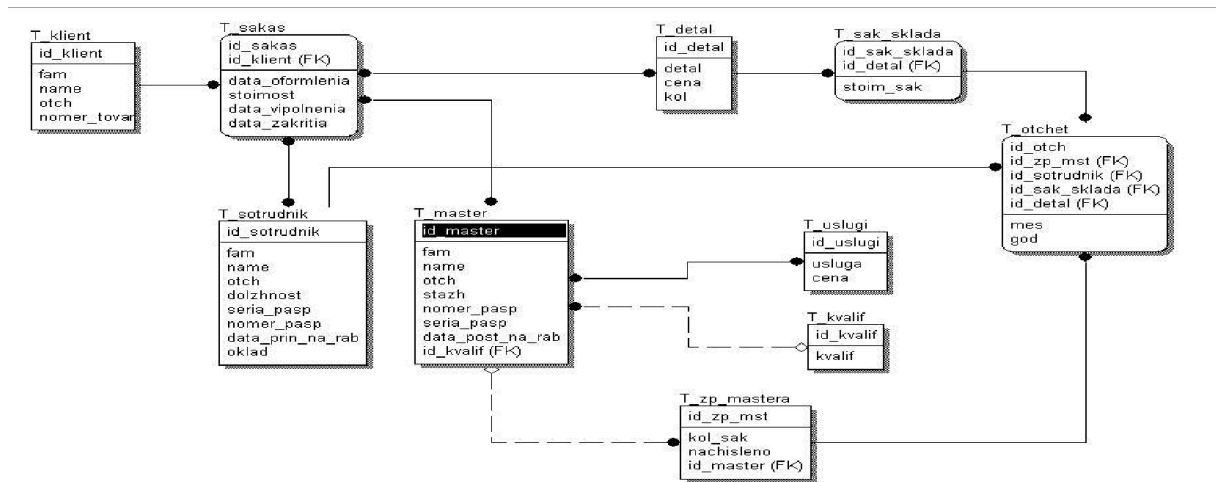 T_klient
id_klient
fam
name
otch
nomer_tovar
T_sakas
id_sakas
id_klient (FK)
data_oformlenia
stoimost
data_vipolnenia
data_zakritia
T_detal
id_detal
detal
cena
kol
T_sak_sklada
id_sak_sklada
id_detal (FK)
stoim_sak
T_otchet
id_otch
id_zp_mst (FK)
id_sotrudnik (FK)
id_sak_sklada (FK)
id_detal (FK)
mes
god
T_sotrudnik
id_sotrudnik
fam
name
otch
dolzhnost
seria_pasp
nomer_pasp
data_prin_na_rab
oklad
T_master
id_master
fam
name
otch
stazh
nomer_pasp
seria_pasp
data_post_na_rab
id_kvalif (FK)
T_uslugi
id_uslugi
usluga
cena
T_kvalif
id_kvalif
kvalif
T_zp_mastera
id_zp_mst
kol_sak
nachisleno
id_master (FK)